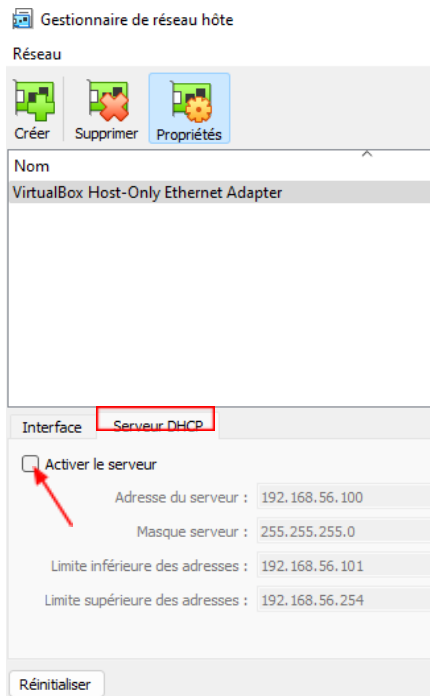 Gestionnaire de réseau hôte
Réseau
Créer Supprimer Propriétés
Nom
VirtualBox Host-Only Ethernet Adapter
Interface Serveur DHCP
Activer le serveur
Adresse du serveur : 192.168.56.100
Masque serveur : 255.255.255.0
Limite inférieure des adresses : 192.168.56.101
Limite supérieure des adresses : 192.168.56.254
Réinitialiser